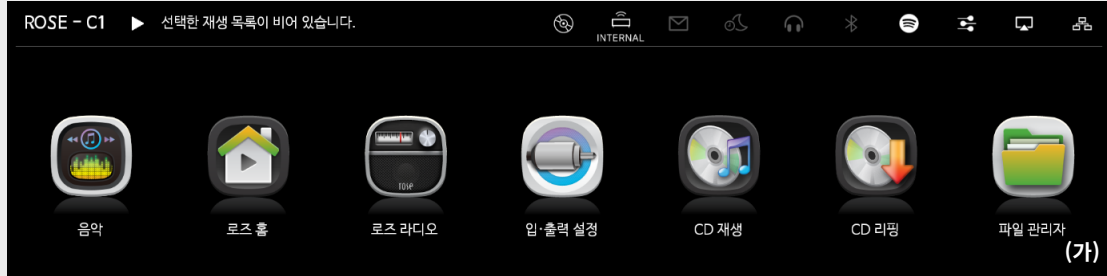 ROSE - C1 ▶ 선택한 재생 목록이 비어 있습니다.
INTERNAL
rose
음악 로즈 홈 로즈 라디오 입·출력 설정 CD 재생 CD 리핑 파일 관리자
(가)